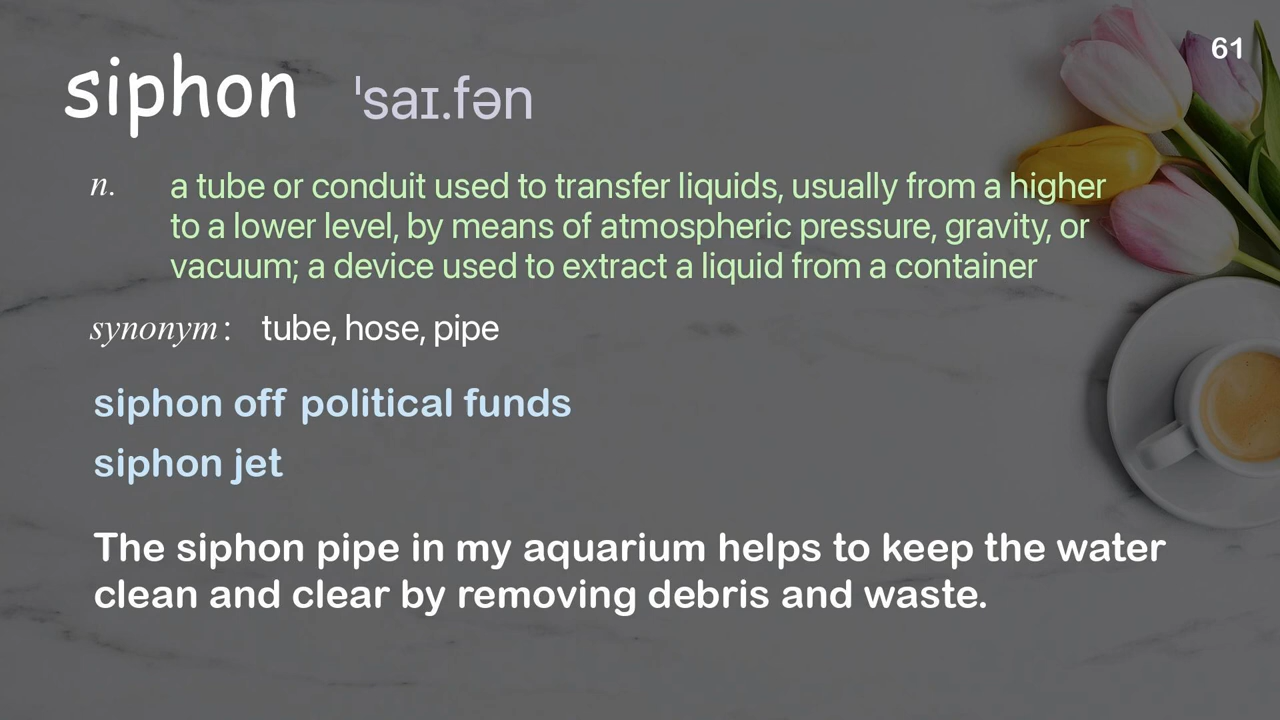 61
siphon ˈsaɪ.fən
n. a tube or conduit used to transfer liquids, usually from a higher
to a lower level, by means of atmospheric pressure, gravity, or
vacuum; a device used to extract a liquid from a container
synonym: tube, hose, pipe
siphon off political funds
siphon jet
The siphon pipe in my aquarium helps to keep the water
clean and clear by removing debris and waste.